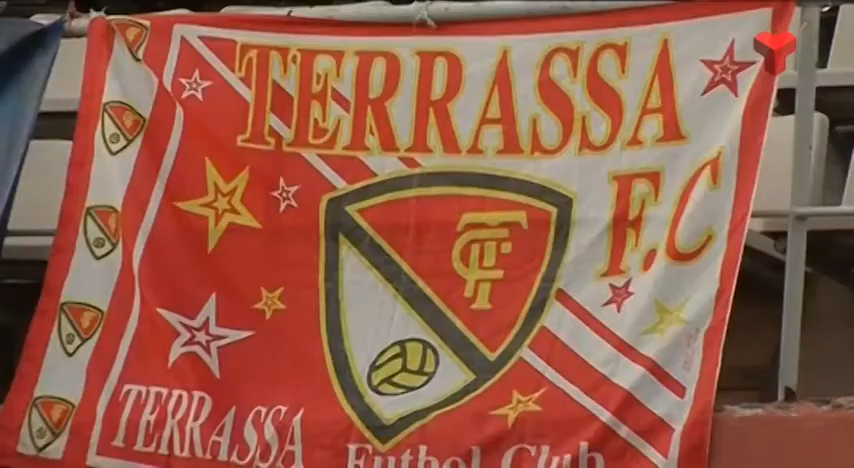 TERRASSA
F.C
TFC
TERRASSA
Futbol Club